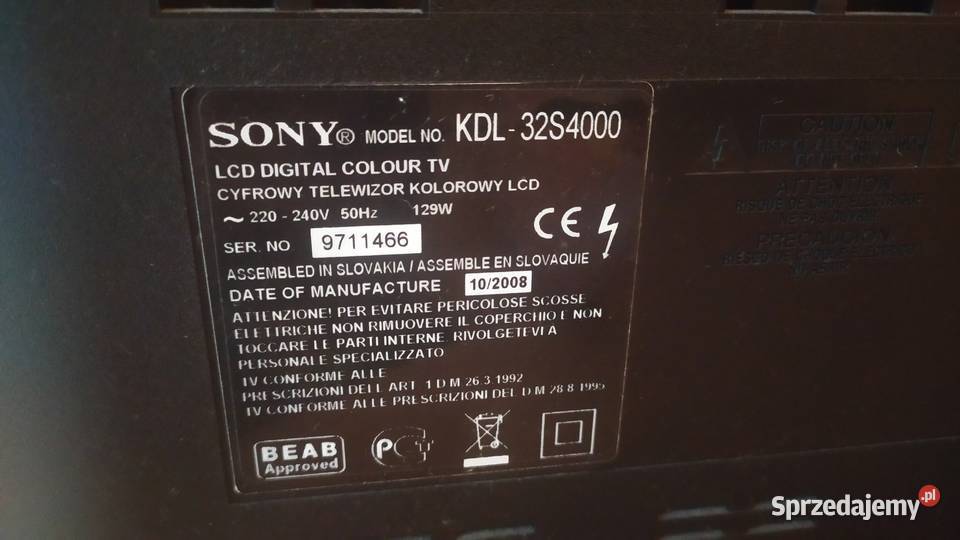 SONY® MODEL NO. KDL-32S4000
LCD DIGITAL COLOUR TV
CYFROWY TELEWIZOR KOLOROWY LCD
~ 220 - 240V 50Hz 129W
CE
SER. NO 9711466
ASSEMBLED IN SLOVAKIA / ASSEMBLE EN SLOVAQUIE
DATE OF MANUFACTURE 10/2008
ATTENZIONE! PER EVITARE PERICOLOSE SCOSSE
ELETTRICHE NON RIMUOVERE IL COPERCHIO E NON
TOCCARE LE PARTI INTERNE. RIVOLGETEVI A
PERSONALE SPECIALIZZATO
TV CONFORME ALLE
PRESCRIZIONI DELL ART. 1 D M 26.3.1992
TV CONFORME ALLE PRESCRIZIONI DEL D M 28.8.1995
BEAB
Approved
CAUTION
ATTENTION
Sprzedajemy.pl